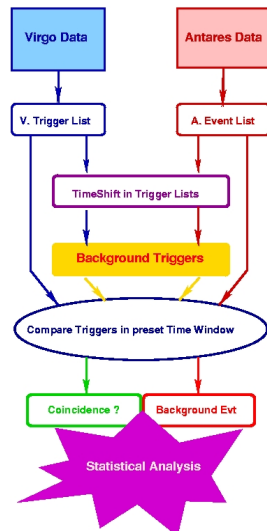 Virgo Data
Antares Data
V. Trigger List
A. Event List
TimeShift in Trigger Lists
Background Triggers
Compare Triggers in preset Time Window
Coincidence ?
Background Evt
Statistical Analysis